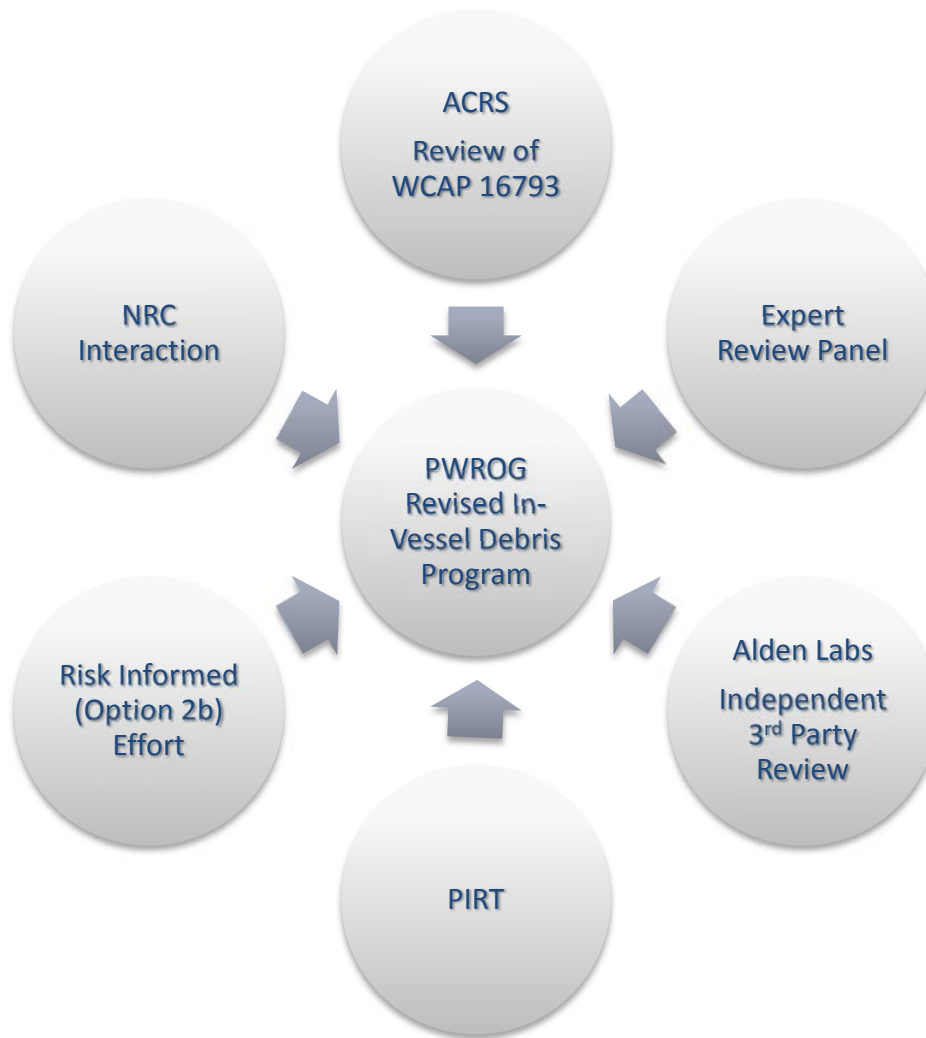 ACRS
Review of
WCAP 16793
NRC
Interaction
Expert
Review Panel
PWROG
Revised In-
Vessel Debris
Program
Risk Informed
(Option 2b)
Effort
Alden Labs
Independent
3rd Party
Review
PIRT